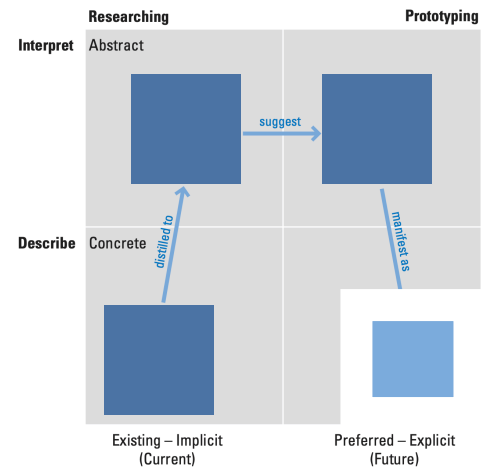 Researching
Prototyping
Interpret
Abstract
suggest
distilled to
manifest as
Describe
Concrete
Existing – Implicit
(Current)
Preferred – Explicit
(Future)